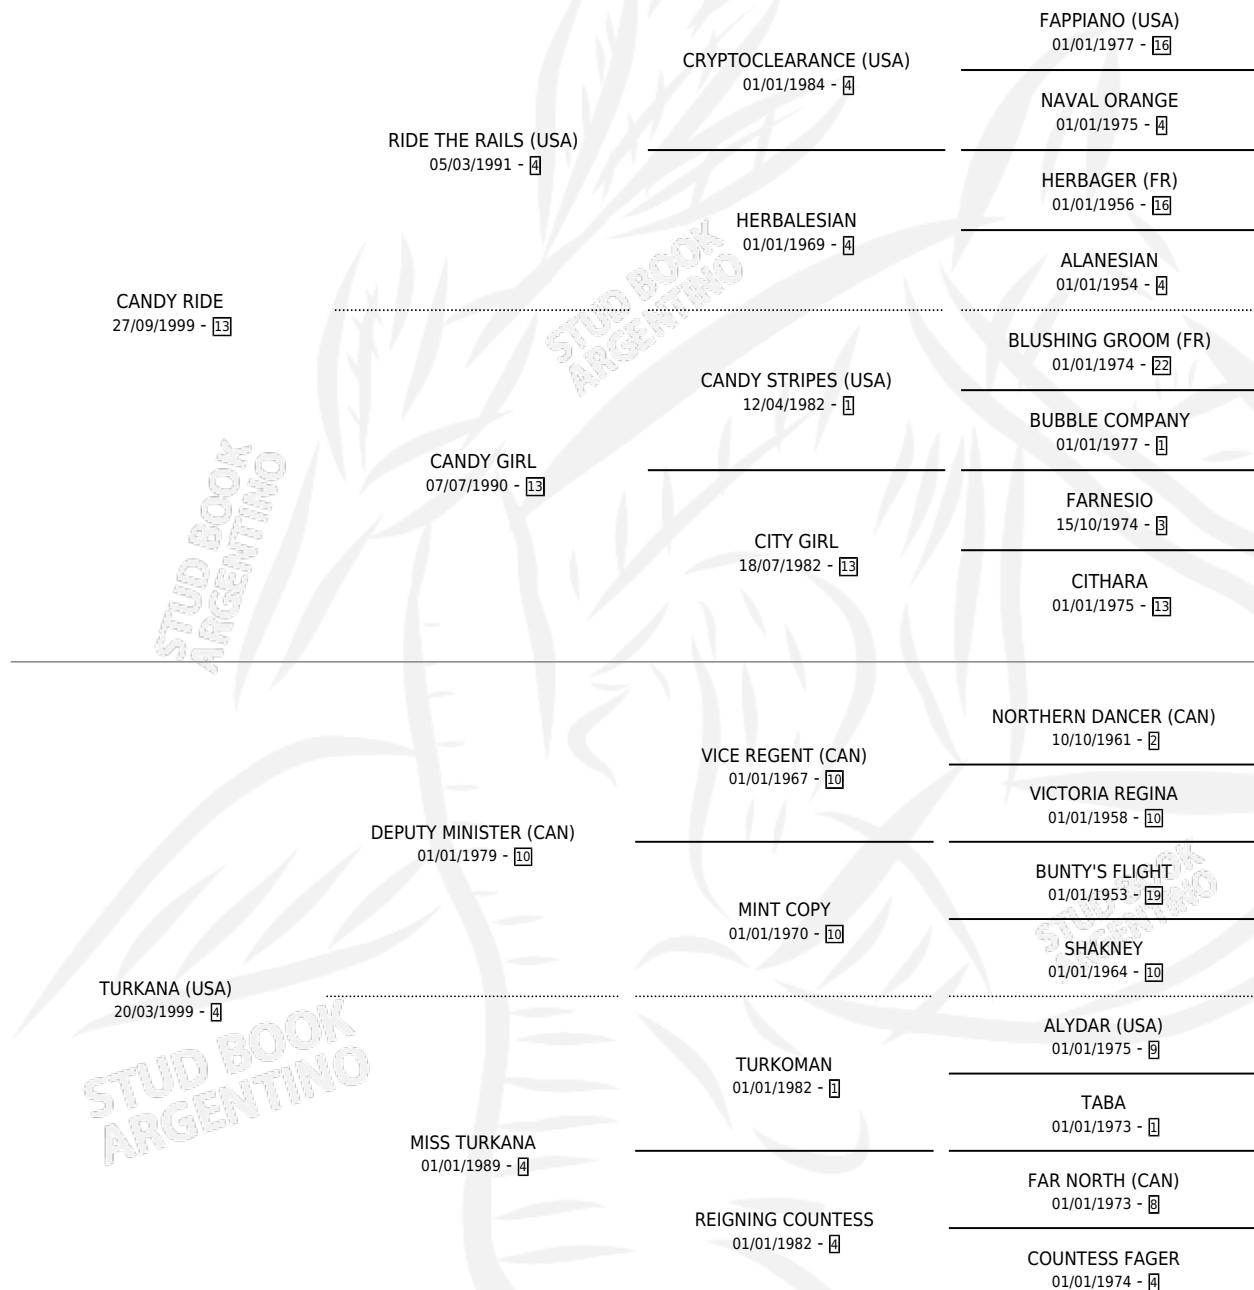 FAPPIANO (USA)
01/01/1977 - 16
CRYPTOCLEARANCE (USA)
01/01/1984 - 4
NAVAL ORANGE
01/01/1975 - 4
RIDE THE RAILS (USA)
05/03/1991 - 4
HERBAGER (FR)
01/01/1956 - 16
HERBALESIAN
01/01/1969 - 4
ALANESIAN
01/01/1954 - 4
CANDY RIDE
27/09/1999 - 13
BLUSHING GROOM (FR)
01/01/1974 - 22
CANDY STRIPES (USA)
12/04/1982 - 1
BUBBLE COMPANY
01/01/1977 - 1
CANDY GIRL
07/07/1990 - 13
FARNESIO
15/10/1974 - 3
CITY GIRL
18/07/1982 - 13
CITHARA
01/01/1975 - 13
STUD BOOK
ARGENTINO
STUD BOOK
ARGENTINO
NORTHERN DANCER (CAN)
10/10/1961 - 2
VICE REGENT (CAN)
01/01/1967 - 10
VICTORIA REGINA
01/01/1958 - 10
DEPUTY MINISTER (CAN)
01/01/1979 - 10
BUNTY'S FLIGHT
01/01/1953 - 19
MINT COPY
01/01/1970 - 10
SHAKNEY
01/01/1964 - 10
TURKANA (USA)
20/03/1999 - 4
ALYDAR (USA)
01/01/1975 - 9
TURKOMAN
01/01/1982 - 1
TABA
01/01/1973 - 1
MISS TURKANA
01/01/1989 - 4
FAR NORTH (CAN)
01/01/1973 - 8
REIGNING COUNTESS
01/01/1982 - 4
COUNTESS FAGER
01/01/1974 - 4
STUD BOOK
ARGENTINO
STUD BOOK
ARGENTINO